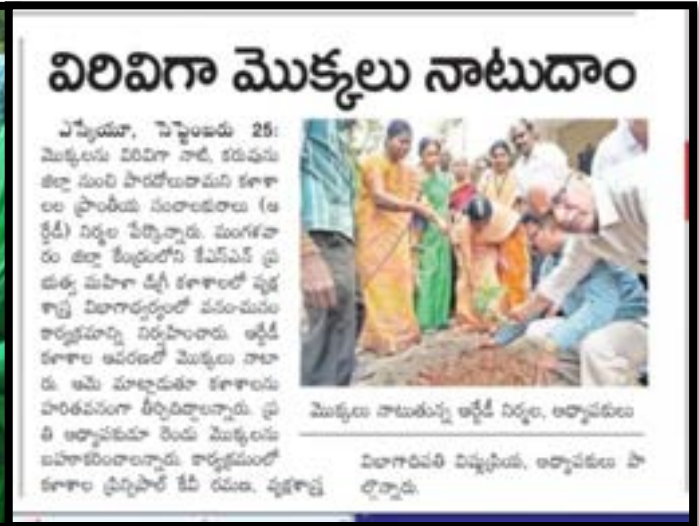 విరివిగా మొక్కలు నాటుదాం
ఎస్కేయూ, సెప్టెంబరు 25:
మొక్కలను విరివిగా నాటి, కరువును
జిల్లా నుంచి పారదోలుదామని కళాశా
లల ప్రాంతీయ సంచాలకురాలు (ఆ
ర్జేడీ) నిర్మల పేర్కొన్నారు. మంగళవా
రం జిల్లా కేంద్రంలోని కేఎస్ఎన్ ప్ర
భుత్వ మహిళా డిగ్రీ కళాశాలలో వృక్ష
శాస్త్ర విభాగాధ్వర్యంలో వనం-మనం
కార్యక్రమాన్ని నిర్వహించారు. ఆర్జేడీ
కళాశాల ఆవరణలో మొక్కలు నాటా
రు. ఆమె మాట్లాడుతూ కళాశాలను
హరితవనంగా తీర్చిదిద్దాలన్నారు. ప్ర
తి అధ్యాపకుడూ రెండు మొక్కలను
బహూకరించాలన్నారు. కార్యక్రమంలో
కళాశాల ప్రిన్సిపాల్ కేవీ రమణ, వృక్షశాస్త్ర
మొక్కలు నాటుతున్న ఆర్జేడీ నిర్మల, అధ్యాపకులు
విభాగాధిపతి విష్ణుప్రియ, అధ్యాపకులు పా
ల్గొన్నారు.